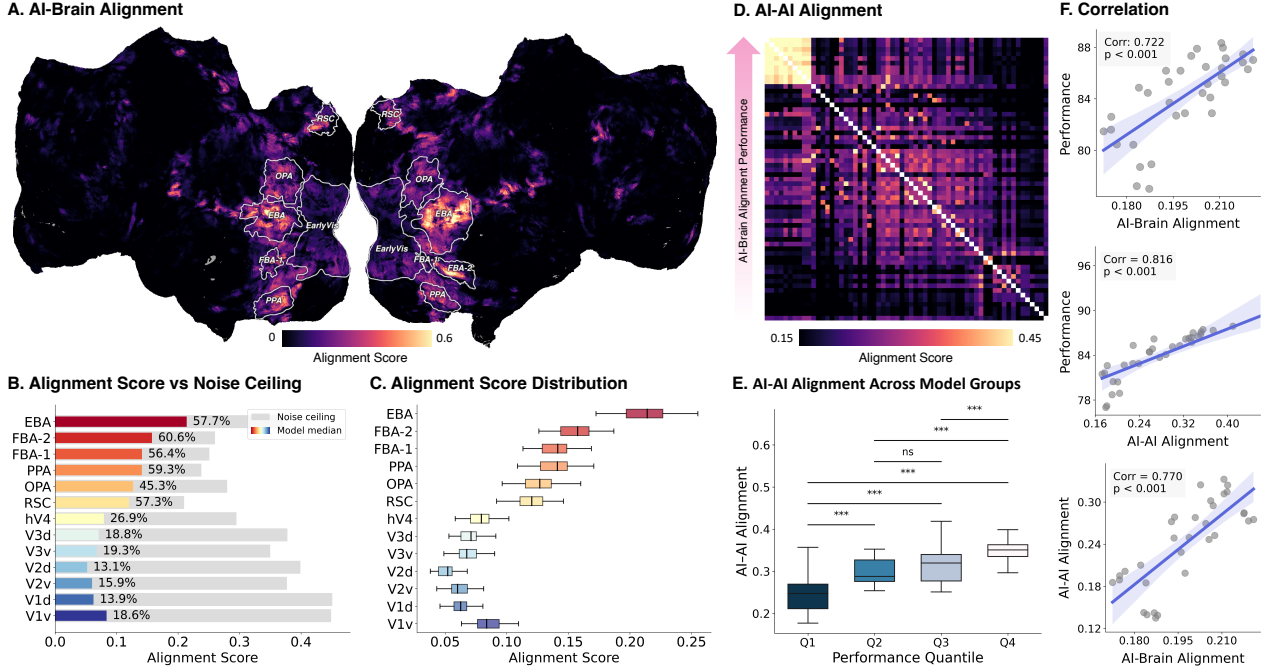 A. AI-Brain Alignment
RSC
RSC
OPA
OPA
EBA
EBA
EarlyVis
EarlyVis
FBA-1
FBA-1
FBA-2
PPA
PPA
0
0.6
Alignment Score
B. Alignment Score vs Noise Ceiling
Noise ceiling
Model median
EBA 57.7%
FBA-2 60.6%
FBA-1 56.4%
PPA 59.3%
OPA 45.3%
RSC 57.3%
hV4 26.9%
V3d 18.8%
V3v 19.3%
V2d 13.1%
V2v 15.9%
V1d 13.9%
V1v 18.6%
0.0 0.1 0.2 0.3 0.4
Alignment Score
C. Alignment Score Distribution
EBA
FBA-2
FBA-1
PPA
OPA
RSC
hV4
V3d
V3v
V2d
V2v
V1d
V1v
0.05 0.10 0.15 0.20 0.25
Alignment Score
D. AI-AI Alignment
AI-Brain Alignment Performance
0.15
0.45
Alignment Score
E. AI-AI Alignment Across Model Groups
AI-AI Alignment
0.6
0.5
0.4
0.3
0.2
***
***
ns
***
***
***
Q1 Q2 Q3 Q4
Performance Quantile
F. Correlation
Corr: 0.722
p < 0.001
Performance
88
84
80
0.180 0.195 0.210
AI-Brain Alignment
Corr = 0.816
p < 0.001
Performance
96
90
84
78
0.16 0.24 0.32 0.40
AI-AI Alignment
Corr = 0.770
p < 0.001
AI-AI Alignment
0.30
0.24
0.18
0.12
0.180 0.195 0.210
AI-Brain Alignment